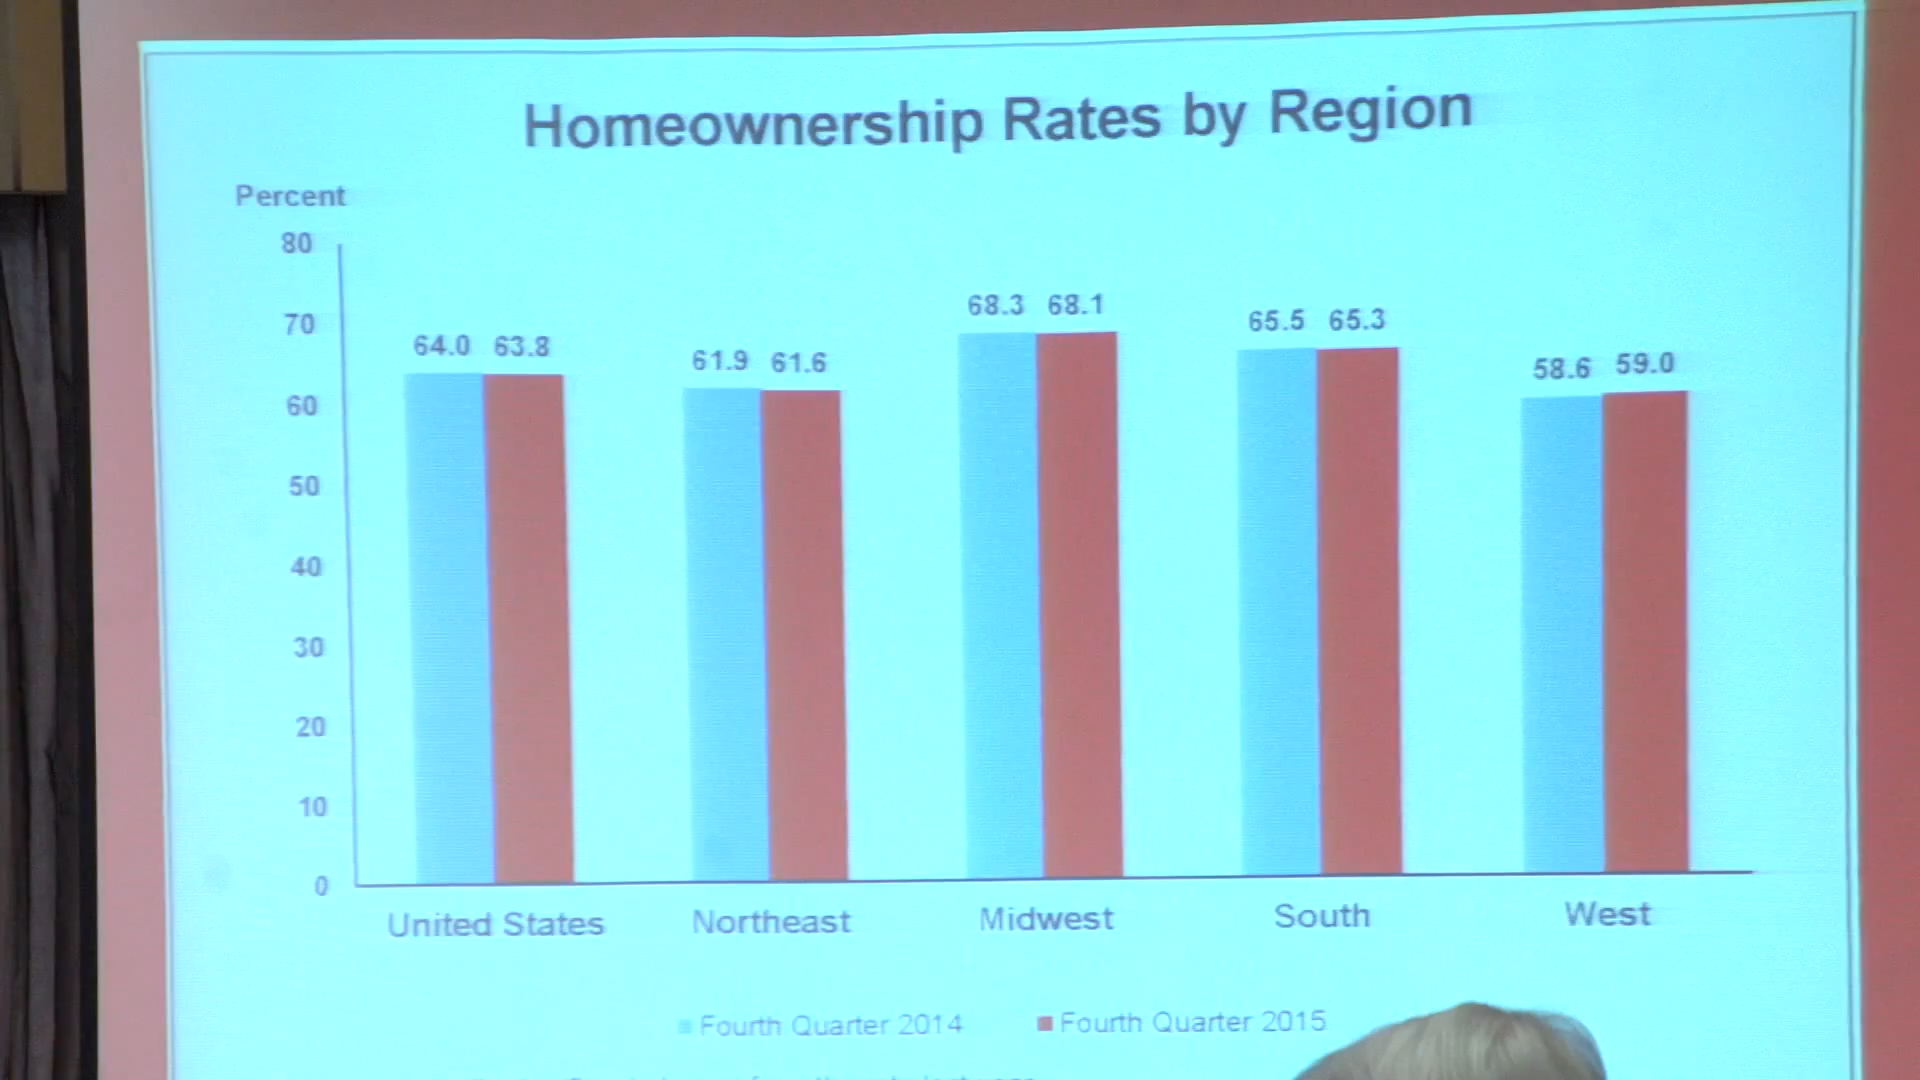 Homeownership Rates by Region
Percent
80
70
60
50
40
30
20
10
0
64.0 63.8
61.9 61.6
68.3 68.1
65.5 65.3
58.6 59.0
United States
Northeast
Midwest
South
West
Fourth Quarter 2014
Fourth Quarter 2015